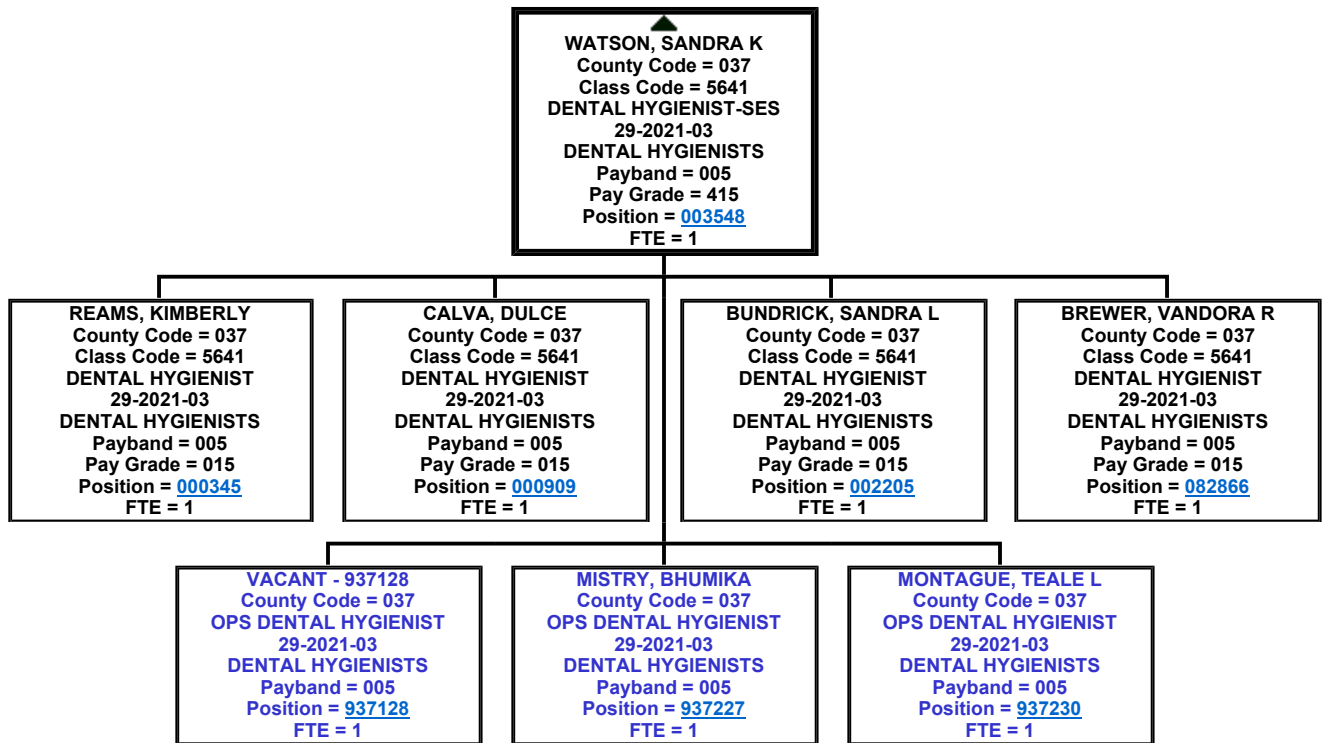 WATSON, SANDRA K
County Code = 037
Class Code = 5641
DENTAL HYGIENIST-SES
29-2021-03
DENTAL HYGIENISTS
Payband = 005
Pay Grade = 415
Position = 003548
FTE = 1
REAMS, KIMBERLY
County Code = 037
Class Code = 5641
DENTAL HYGIENIST
29-2021-03
DENTAL HYGIENISTS
Payband = 005
Pay Grade = 015
Position = 000345
FTE = 1
CALVA, DULCE
County Code = 037
Class Code = 5641
DENTAL HYGIENIST
29-2021-03
DENTAL HYGIENISTS
Payband = 005
Pay Grade = 015
Position = 000909
FTE = 1
BUNDRICK, SANDRA L
County Code = 037
Class Code = 5641
DENTAL HYGIENIST
29-2021-03
DENTAL HYGIENISTS
Payband = 005
Pay Grade = 015
Position = 002205
FTE = 1
BREWER, VANDORA R
County Code = 037
Class Code = 5641
DENTAL HYGIENIST
29-2021-03
DENTAL HYGIENISTS
Payband = 005
Pay Grade = 015
Position = 082866
FTE = 1
VACANT - 937128
County Code = 037
OPS DENTAL HYGIENIST
29-2021-03
DENTAL HYGIENISTS
Payband = 005
Position = 937128
FTE = 1
MISTRY, BHUMIKA
County Code = 037
OPS DENTAL HYGIENIST
29-2021-03
DENTAL HYGIENISTS
Payband = 005
Position = 937227
FTE = 1
MONTAGUE, TEALE L
County Code = 037
OPS DENTAL HYGIENIST
29-2021-03
DENTAL HYGIENISTS
Payband = 005
Position = 937230
FTE = 1